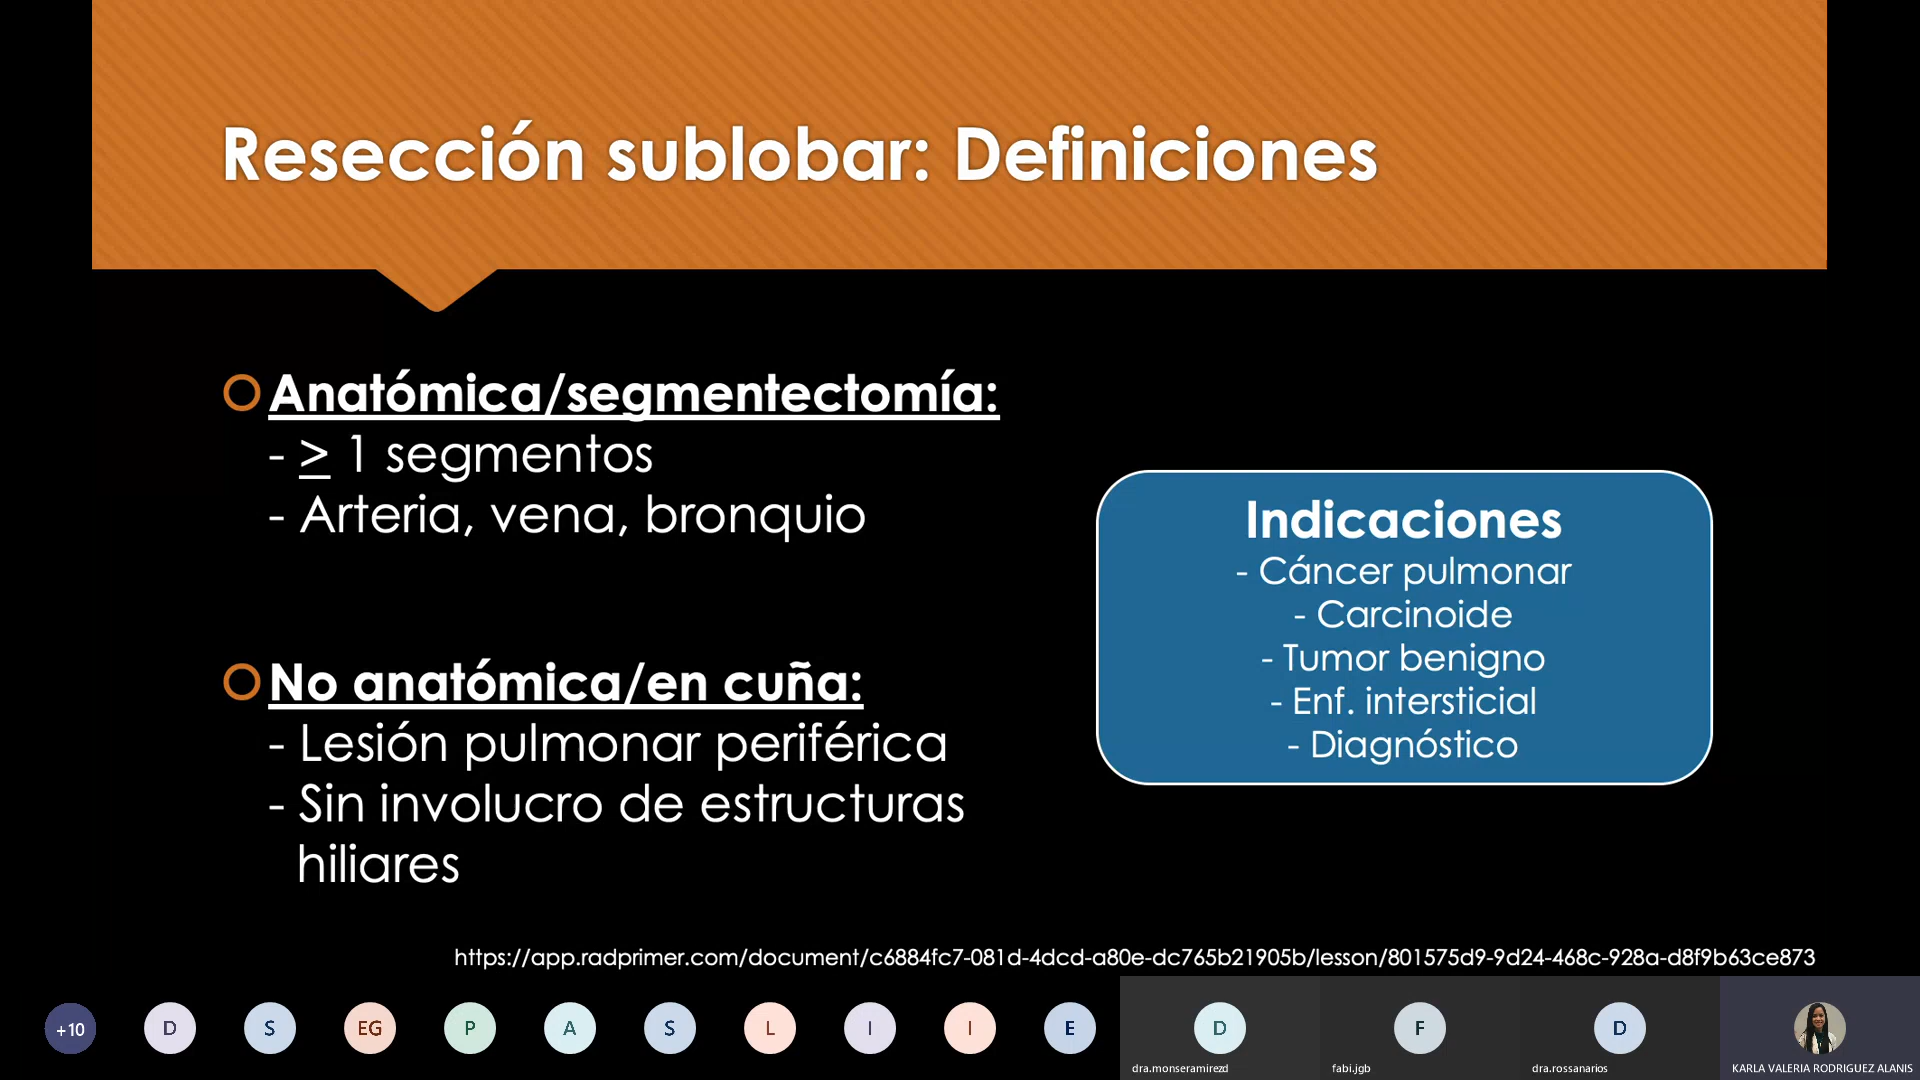 Resección sublobar: Definiciones
Anatómica/segmentectomía:
- ≥ 1 segmentos
- Arteria, vena, bronquio
No anatómica/en cuña:
- Lesión pulmonar periférica
- Sin involucro de estructuras
hiliares
Indicaciones
- Cáncer pulmonar
- Carcinoide
- Tumor benigno
- Enf. intersticial
- Diagnóstico
https://app.radprimer.com/document/c6884fc7-081d-4dcd-a80e-dc765b21905b/lesson/801575d9-9d24-468c-928a-d8f9b63ce873
+10 D S EG P A S L I I E D F D
dra.monseramirezd fabi.jgb dra.rossanarios KARLA VALERIA RODRIGUEZ ALANIS